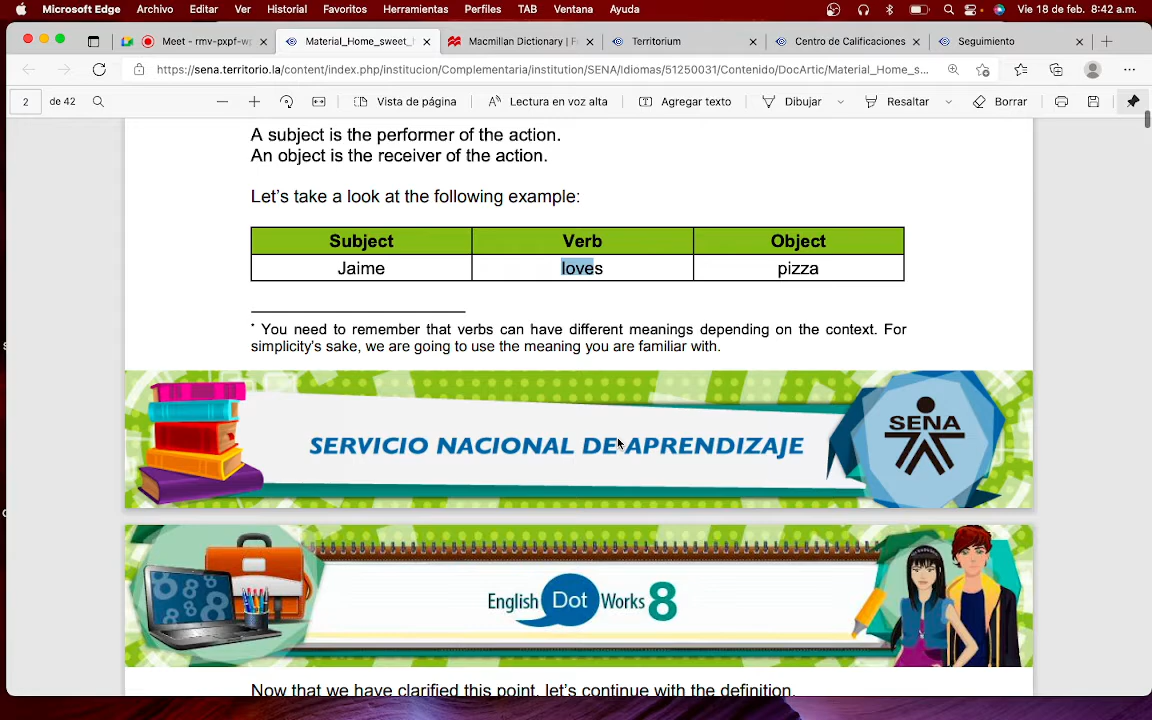 Microsoft Edge Archivo Editar Ver Historial Favoritos Herramientas Perfiles TAB Ventana Ayuda Vie 18 de feb. 8:42 a.m.
Meet - rmv-pxpf-w Material_Home_sweet_ Macmillan Dictionary | F Territorium Centro de Calificaciones Seguimiento
https://sena.territorio.la/content/index.php/institucion/Complementaria/institution/SENA/Idiomas/51250031/Contenido/DocArtic/Material_Home_s...
2 de 42 Vista de página Lectura en voz alta Agregar texto Dibujar Resaltar Borrar
A subject is the performer of the action.
An object is the receiver of the action.
Let's take a look at the following example:
Subject Verb Object
Jaime loves pizza
* You need to remember that verbs can have different meanings depending on the context. For
simplicity's sake, we are going to use the meaning you are familiar with.
SERVICIO NACIONAL DE APRENDIZAJE
SENA
English Dot Works 8
Now that we have clarified this point, let's continue with the definition.